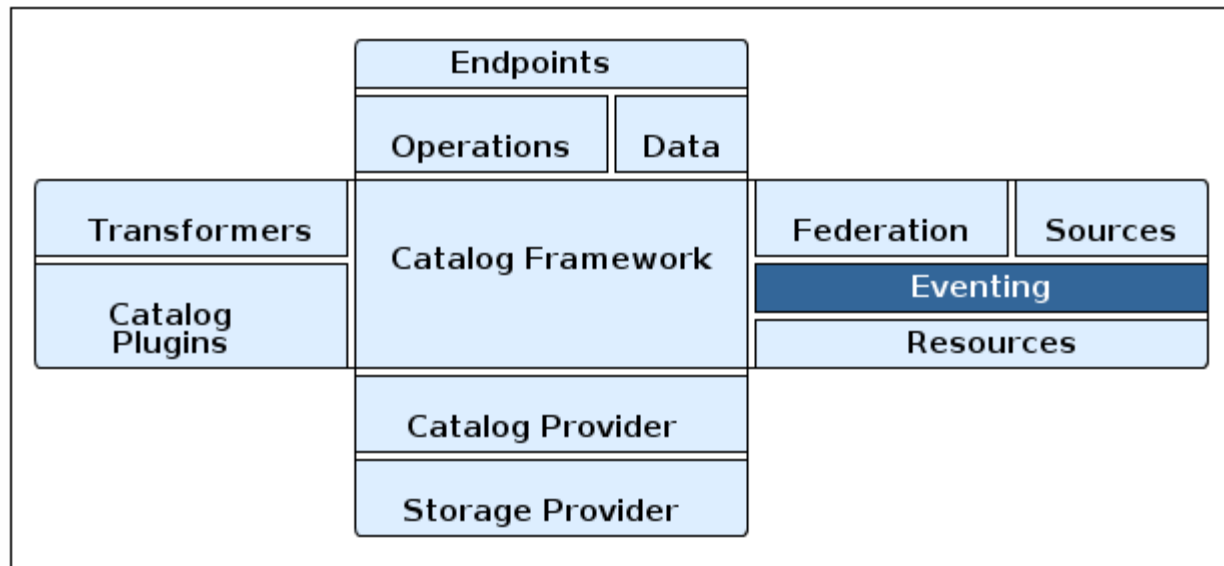 Endpoints
Operations
Data
Transformers
Catalog Framework
Federation
Sources
Eventing
Catalog
Plugins
Resources
Catalog Provider
Storage Provider